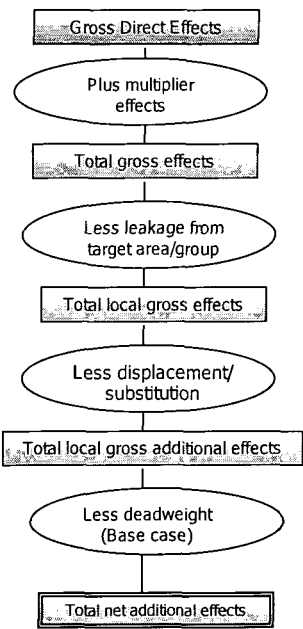 Gross Direct Effects
Plus multiplier
effects
Total gross effects
Less leakage from
target area/group
Total local gross effects
Less displacement/
substitution
Total local gross additional effects
Less deadweight
(Base case)
Total net additional effects